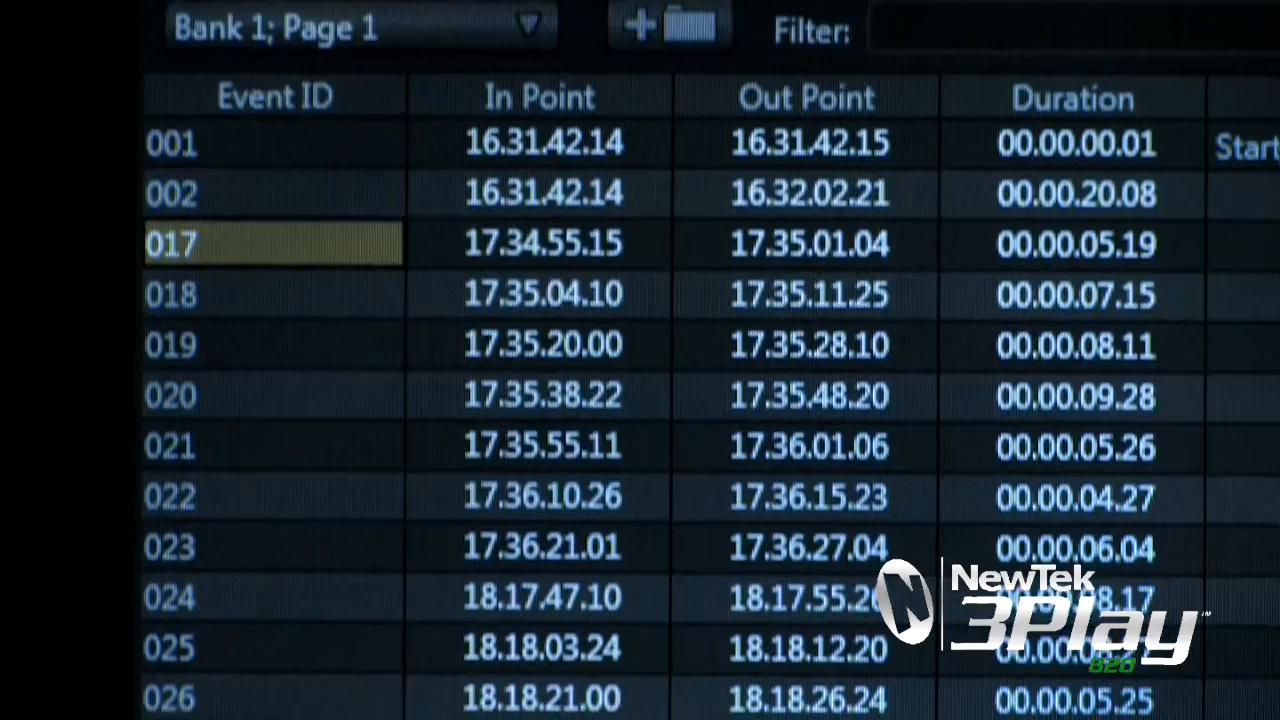 Bank 1; Page 1 Filter:
Event ID In Point Out Point Duration
001 16.31.42.14 16.31.42.15 00.00.00.01 Start
002 16.31.42.14 16.32.02.21 00.00.20.08
017 17.34.55.15 17.35.01.04 00.00.05.19
018 17.35.04.10 17.35.11.25 00.00.07.15
019 17.35.20.00 17.35.28.10 00.00.08.11
020 17.35.38.22 17.35.48.20 00.00.09.28
021 17.35.55.11 17.36.01.06 00.00.05.26
022 17.36.10.26 17.36.15.23 00.00.04.27
023 17.36.21.01 17.36.27.04 00.00.06.04
024 18.17.47.10
025 18.18.03.24 18.18.12.20
026 18.18.21.00 18.18.26.24 00.00.05.25
N NewTek
3Play™
820